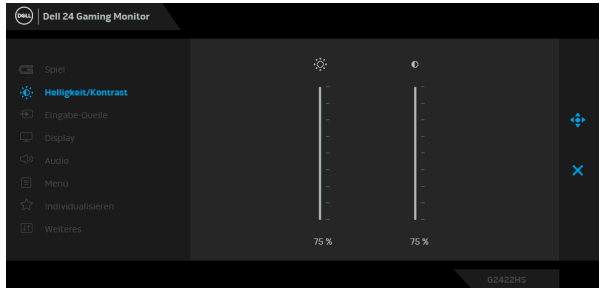 DELL
Dell 24 Gaming Monitor
Spiel
Helligkeit/Kontrast
Eingabe-Quelle
Display
Audio
Menü
Individualisieren
Weiteres
75 %
75 %
G2422HS